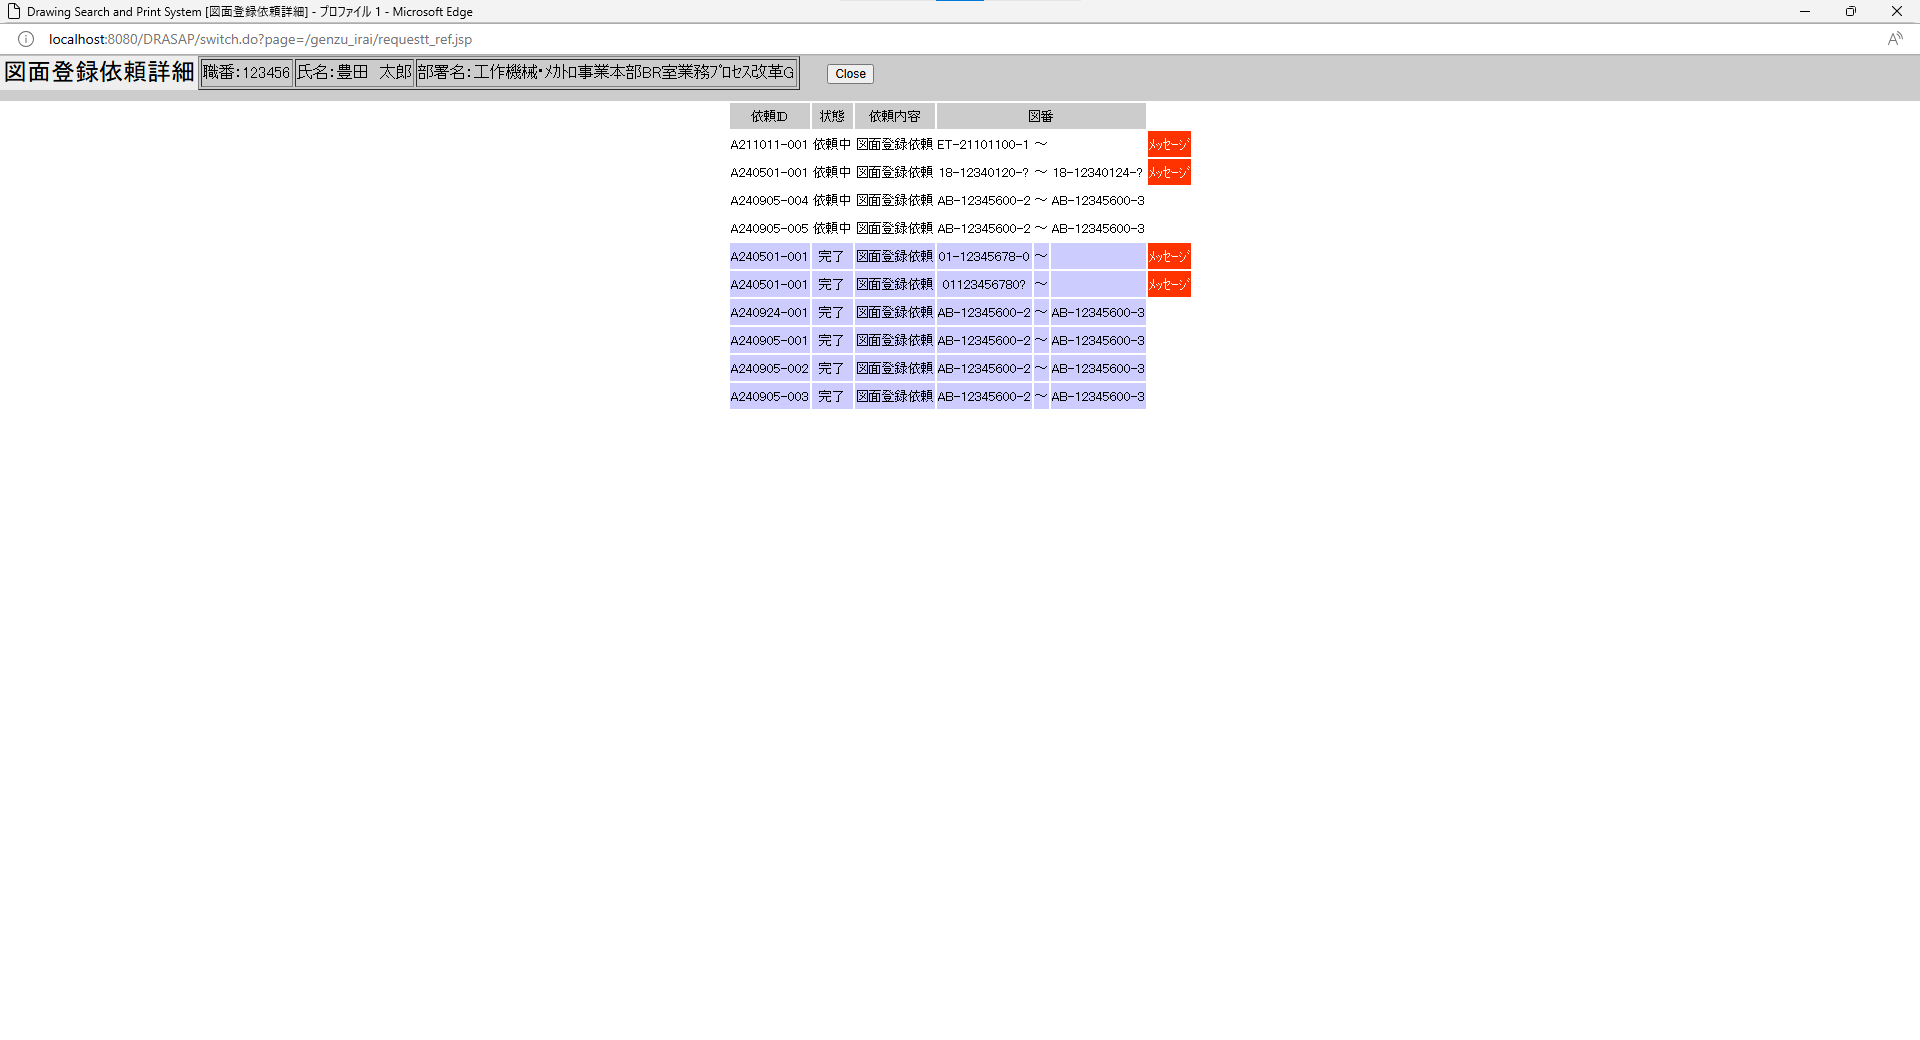 Drawing Search and Print System [図面登録依頼詳細] - プロファイル 1 - Microsoft Edge
localhost:8080/DRASAP/switch.do?page=/genzu_irai/requestt_ref.jsp
図面登録依頼詳細 職番：123456 氏名：豊田　太郎 部署名：工作機械・ﾒｶﾄﾛ事業本部BR室業務ﾌﾟﾛｾｽ改革G Close
依頼ID 状態 依頼内容 図番
A211011-001 依頼中 図面登録依頼 ET-21101100-1 ～ ﾒｯｾｰｼﾞ
A240501-001 依頼中 図面登録依頼 18-12340120-? ～ 18-12340124-? ﾒｯｾｰｼﾞ
A240905-004 依頼中 図面登録依頼 AB-12345600-2 ～ AB-12345600-3
A240905-005 依頼中 図面登録依頼 AB-12345600-2 ～ AB-12345600-3
A240501-001 完了 図面登録依頼 01-12345678-0 ～ ﾒｯｾｰｼﾞ
A240501-001 完了 図面登録依頼 01123456780? ～ ﾒｯｾｰｼﾞ
A240924-001 完了 図面登録依頼 AB-12345600-2 ～ AB-12345600-3
A240905-001 完了 図面登録依頼 AB-12345600-2 ～ AB-12345600-3
A240905-002 完了 図面登録依頼 AB-12345600-2 ～ AB-12345600-3
A240905-003 完了 図面登録依頼 AB-12345600-2 ～ AB-12345600-3